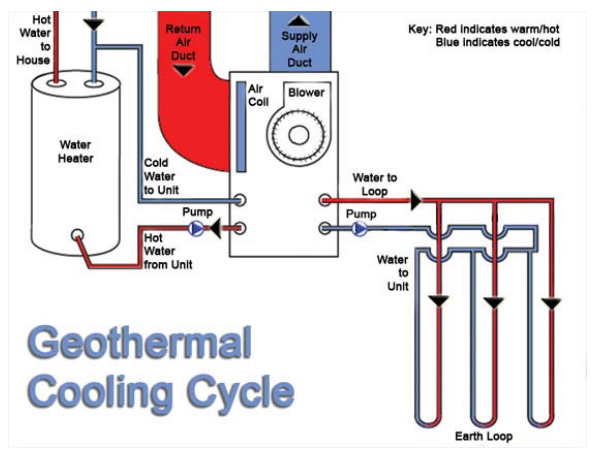 Hot
Water
to
House
Return
Air
Duct
Supply
Air
Duct
Key: Red indicates warm/hot
Blue indicates cool/cold
Air
Coil
Blower
Water
Heater
Cold
Water
to Unit
Water to
Loop
Pump
Pump
Hot
Water
from Unit
Water
to
Unit
Geothermal
Cooling Cycle
Earth Loop